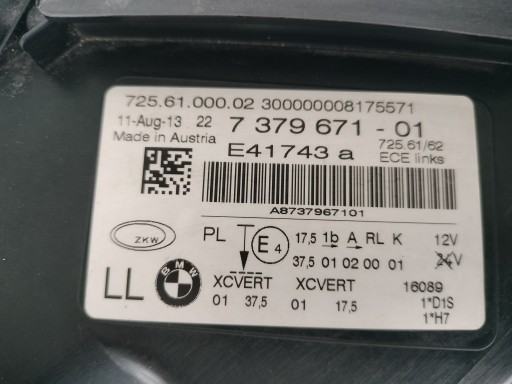 725.61.000.02 300000008175571
11-Aug-13 22 7 379 671 - 01
Made in Austria E41743 a 725.61/62
ECE links
A8737967101
ZKW PL E4 17,5 1b A RL K 12V
37,5 01 02 00 01 24V
LL BMW XCVERT XCVERT 16089
01 37,5 01 17,5 1*D1S
1*H7